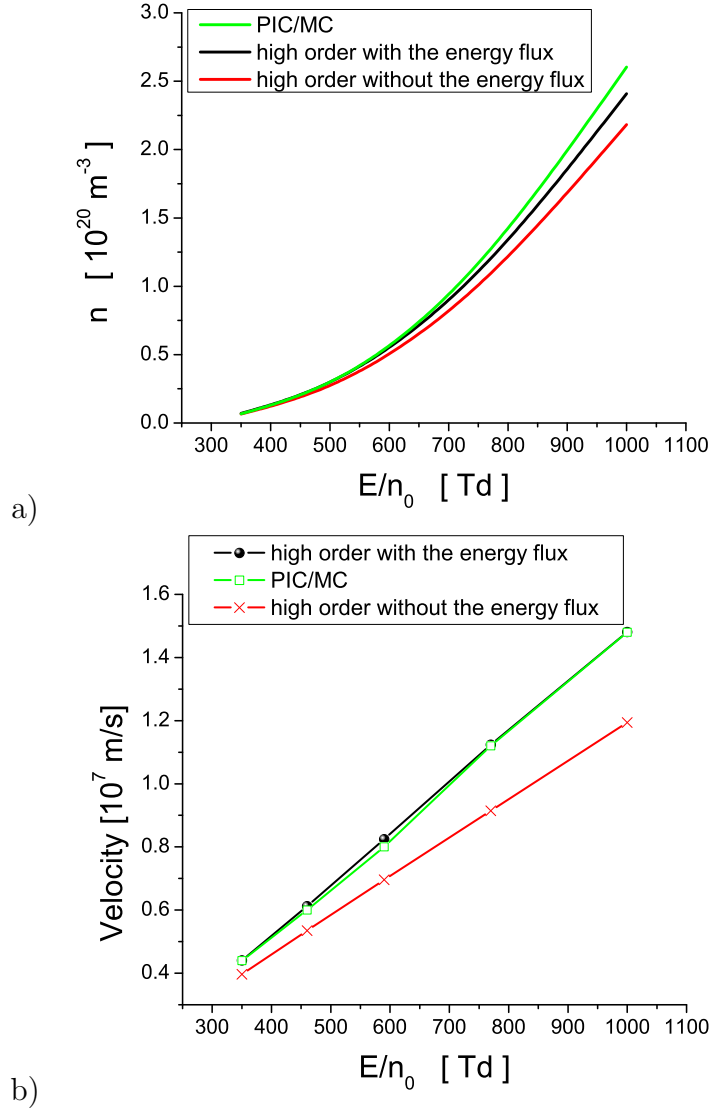 PIC/MC
high order with the energy flux
high order without the energy flux
3.0
2.5
2.0
1.5
1.0
0.5
0.0
n [ 10^20 m^-3 ]
300 400 500 600 700 800 900 1000 1100
E/n_0 [ Td ]
a)
high order with the energy flux
PIC/MC
high order without the energy flux
1.6
1.4
1.2
1.0
0.8
0.6
0.4
Velocity [10^7 m/s]
300 400 500 600 700 800 900 1000 1100
E/n_0 [ Td ]
b)